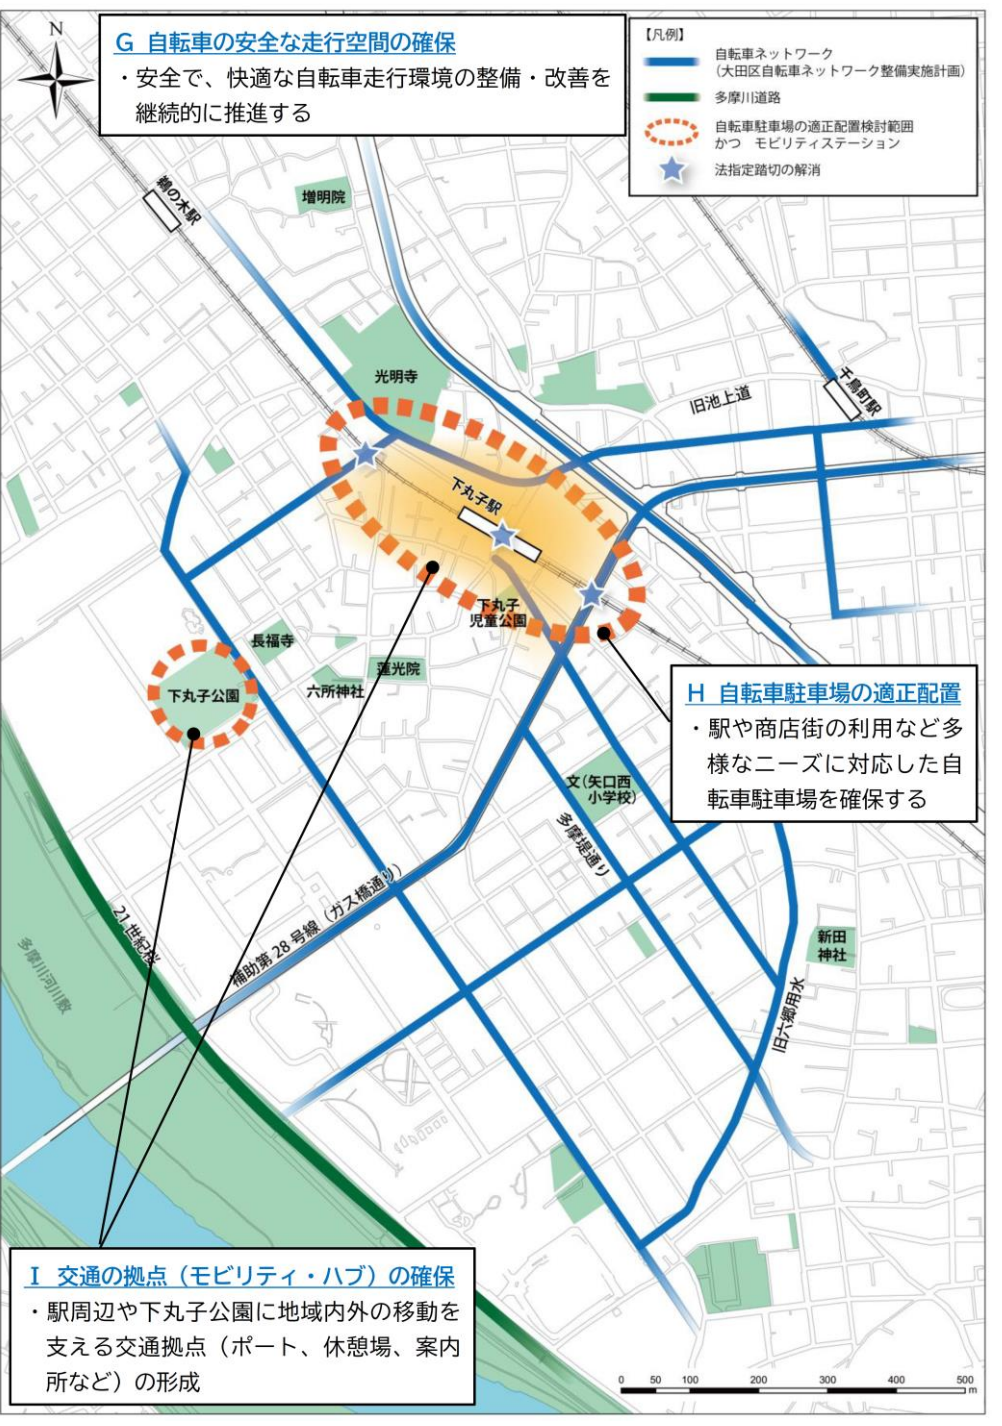 N
G 自転車の安全な走行空間の確保
・安全で、快適な自転車走行環境の整備・改善を
継続的に推進する
【凡例】
自転車ネットワーク
（大田区自転車ネットワーク整備実施計画）
多摩川道路
自転車駐車場の適正配置検討範囲
かつ モビリティステーション
法指定踏切の解消
鵜の木駅
増明院
光明寺
旧池上道
千鳥町駅
下丸子駅
下丸子
児童公園
長福寺
蓮光院
六所神社
下丸子公園
H 自転車駐車場の適正配置
・駅や商店街の利用など多
様なニーズに対応した自
転車駐車場を確保する
文(矢口西
小学校)
多摩堤通り
補助第28号線（ガス橋通り）
21世紀桜
多摩川河川敷
新田
神社
旧六郷用水
I 交通の拠点（モビリティ・ハブ）の確保
・駅周辺や下丸子公園に地域内外の移動を
支える交通拠点（ポート、休憩場、案内
所など）の形成
0 50 100 200 300 400 500
m